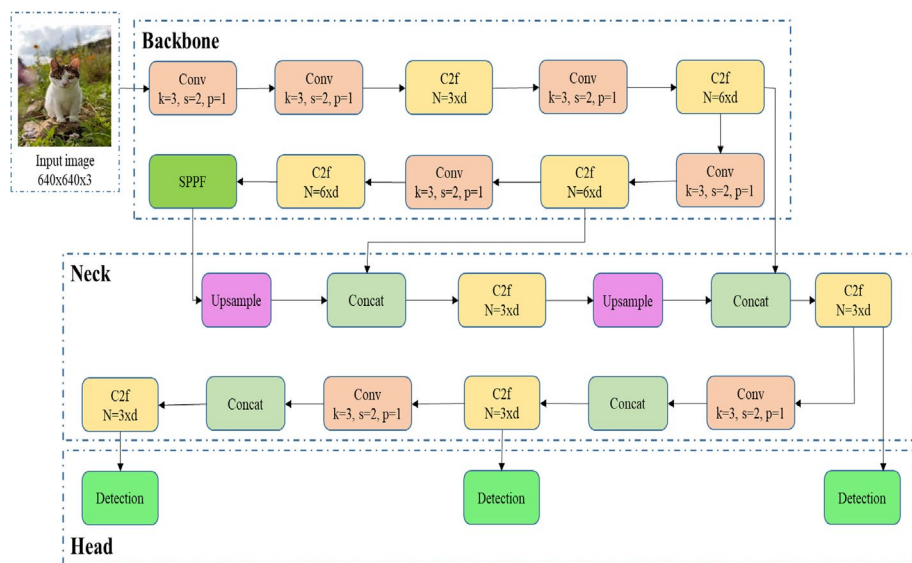 Backbone
Input image
640x640x3
Conv
k=3, s=2, p=1
Conv
k=3, s=2, p=1
C2f
N=3xd
Conv
k=3, s=2, p=1
C2f
N=6xd
SPPF
C2f
N=6xd
Conv
k=3, s=2, p=1
C2f
N=6xd
Conv
k=3, s=2, p=1
Neck
Upsample
Concat
C2f
N=3xd
Upsample
Concat
C2f
N=3xd
C2f
N=3xd
Concat
Conv
k=3, s=2, p=1
C2f
N=3xd
Concat
Conv
k=3, s=2, p=1
Detection
Detection
Detection
Head